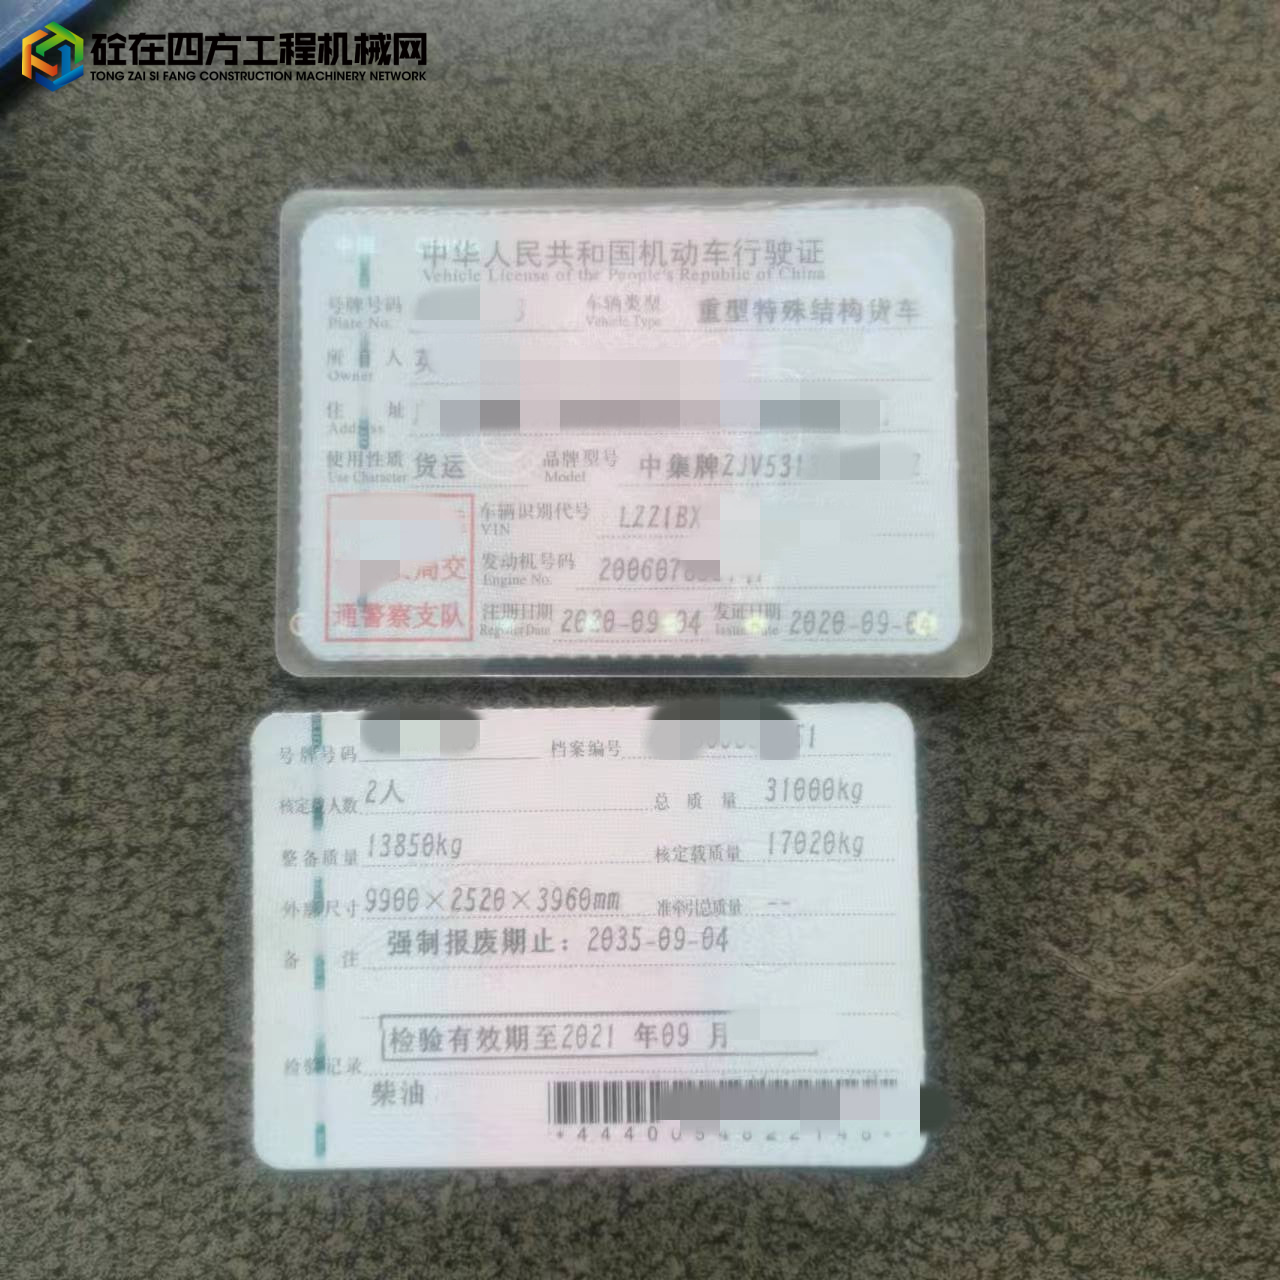 砼在四方工程机械网
TONG ZAI SI FANG CONSTRUCTION MACHINERY NETWORK
中华人民共和国机动车行驶证
Vehicle License of the People's Republic of China
号牌号码 3 车辆类型 重型特殊结构货车
Plate No. Vehicle Type
所有人
Owner
住址
Address
使用性质 货运 品牌型号 中集牌ZJV531 Z
Use Character Model
车辆识别代号 LZZ1BX
VIN
局交
发动机号码 200607
Engine No.
通警察支队
注册日期 2020-09-04 发证日期 2020-09-04
Register Date Issue Date
号牌号码 档案编号 51
核定载人数 2人 总质量 31000kg
整备质量 13850kg 核定载质量 17020kg
外廓尺寸 9900×2520×3960mm 准牵引总质量 --
备注 强制报废期止：2035-09-04
检验有效期至2021 年09 月
检验记录
柴油